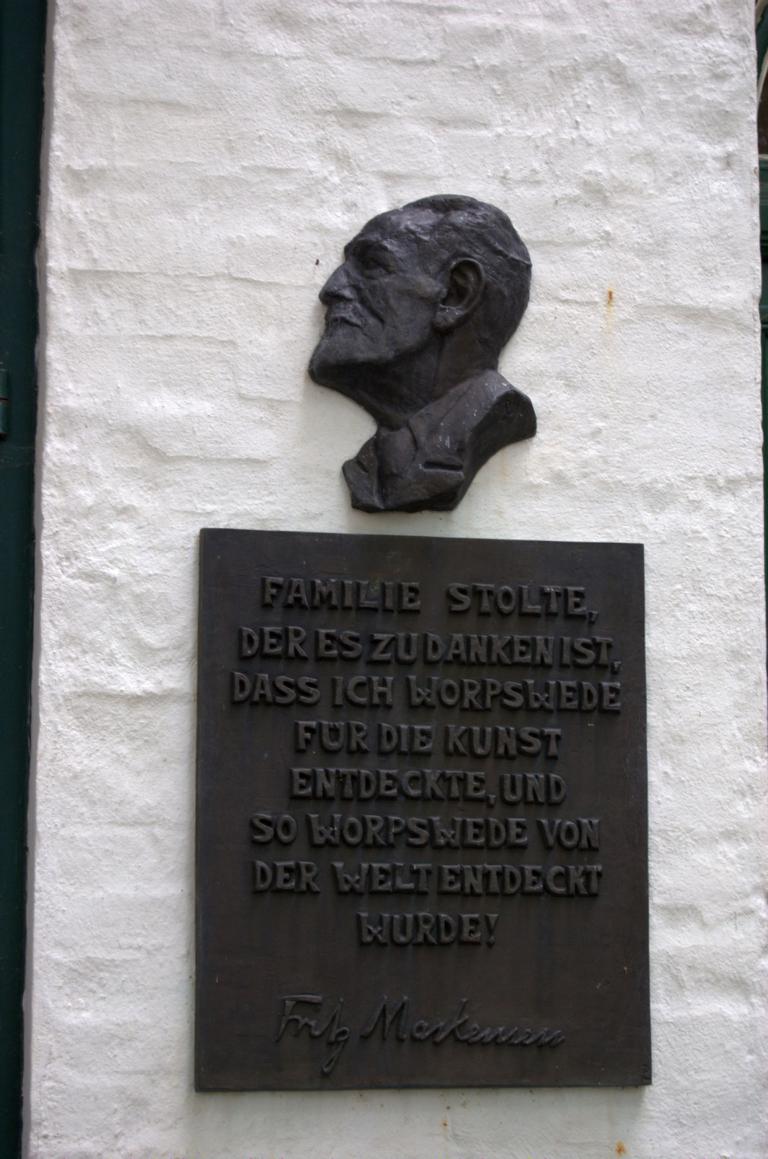 FAMILIE STOLTE,
DER ES ZU DANKEN IST,
DASS ICH WORPSWEDE
FÜR DIE KUNST
ENTDECKTE, UND
SO WORPSWEDE VON
DER WELT ENTDECKT
WURDE!
Fritz Mackensen